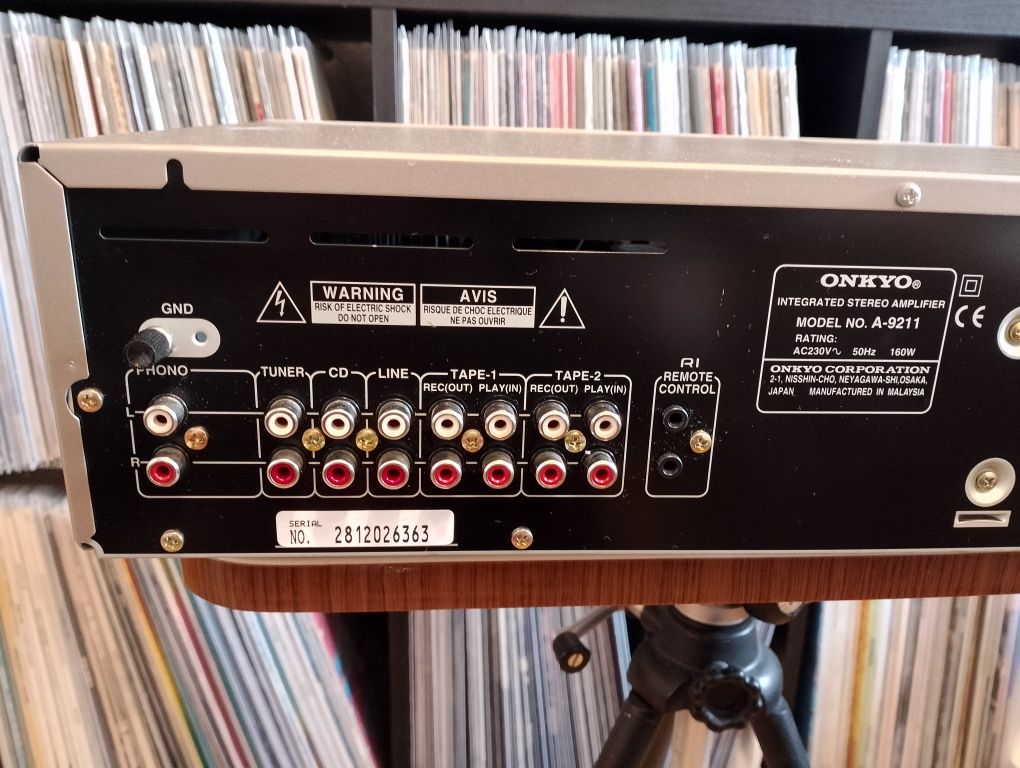 GND
WARNING
RISK OF ELECTRIC SHOCK
DO NOT OPEN
AVIS
RISQUE DE CHOC ELECTRIQUE
NE PAS OUVRIR
PHONO
TUNER
CD
LINE
TAPE-1
REC(OUT) PLAY(IN)
TAPE-2
REC(OUT) PLAY(IN)
L
R
RI
REMOTE
CONTROL
ONKYO®
INTEGRATED STEREO AMPLIFIER
MODEL NO. A-9211
RATING:
AC230V~ 50Hz 160W
ONKYO CORPORATION
2-1, NISSHIN-CHO, NEYAGAWA-SHI, OSAKA,
JAPAN MANUFACTURED IN MALAYSIA
CE
SERIAL
NO. 2812026363